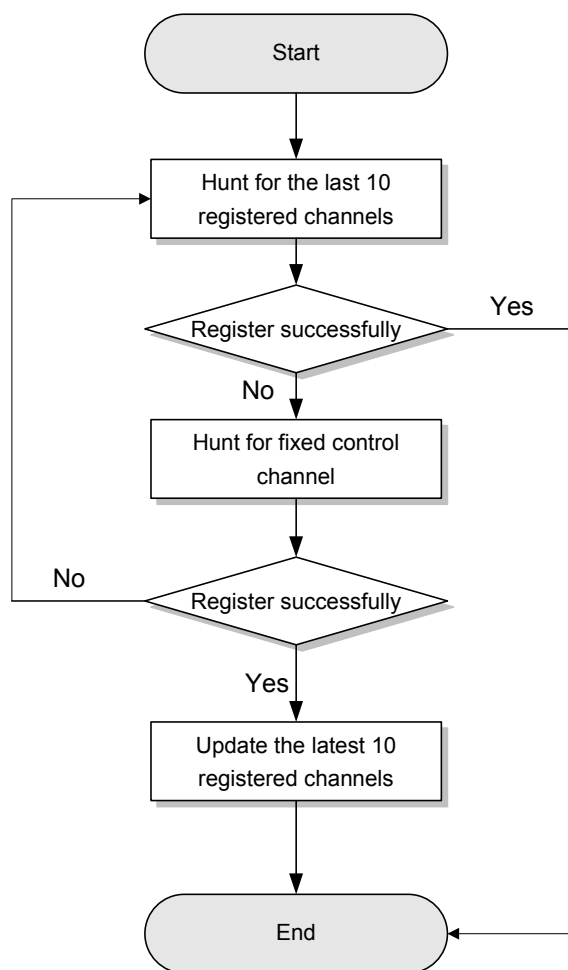 Start
Hunt for the last 10
registered channels
Register successfully
Yes
No
Hunt for fixed control
channel
No
Register successfully
Yes
Update the latest 10
registered channels
End